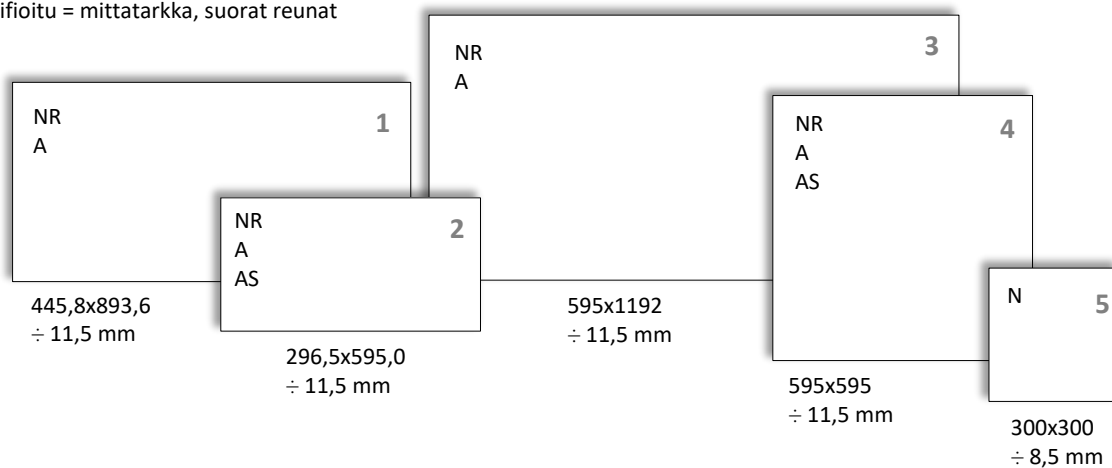 ifioitu = mittatarkka, suorat reunat
NR
A
1
445,8x893,6
÷ 11,5 mm
NR
A
AS
2
296,5x595,0
÷ 11,5 mm
NR
A
3
595x1192
÷ 11,5 mm
NR
A
AS
4
595x595
÷ 11,5 mm
N
5
300x300
÷ 8,5 mm